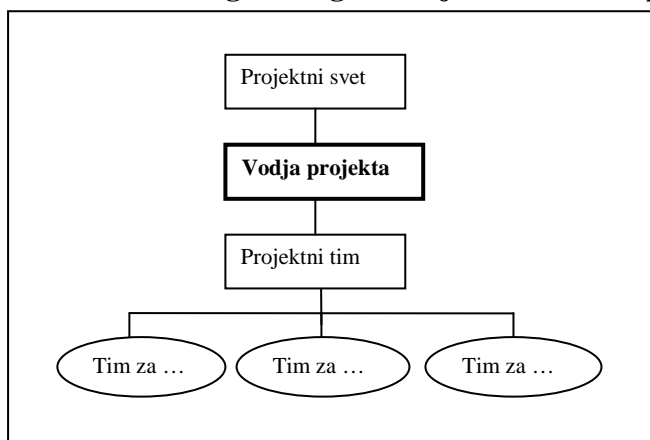 Projektni svet
Vodja projekta
Projektni tim
Tim za …
Tim za …
Tim za …